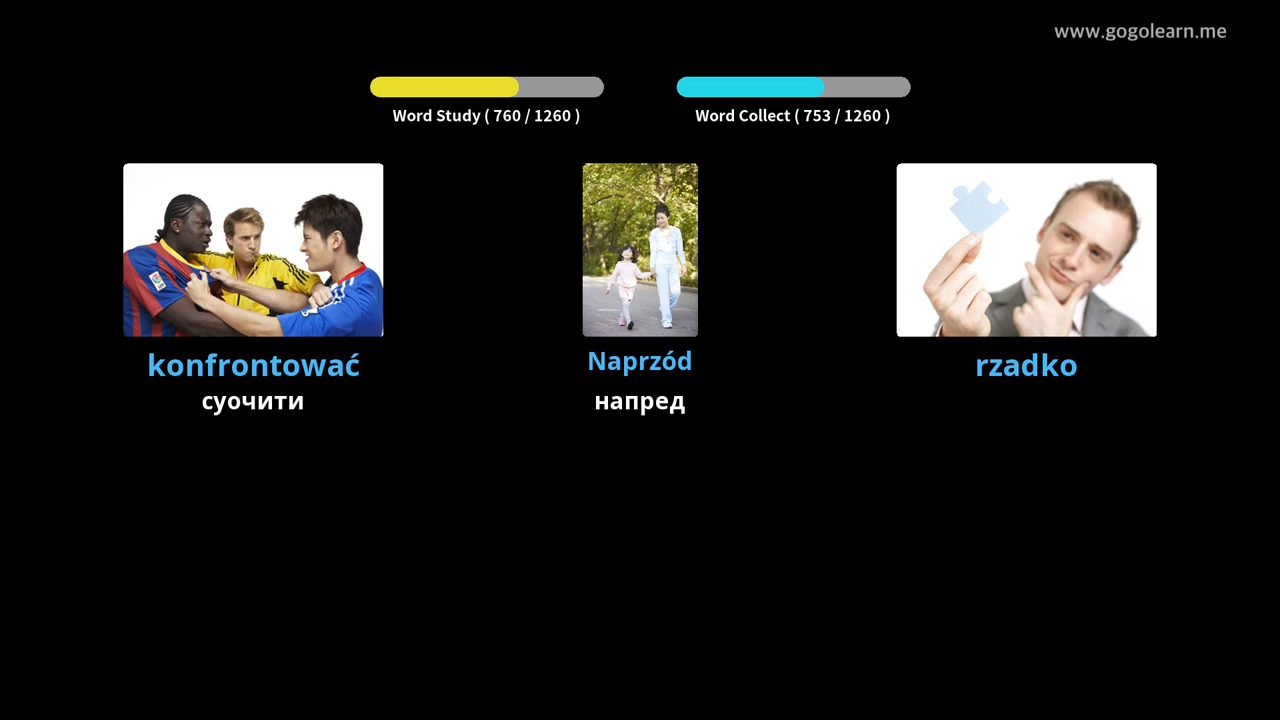 www.gogolearn.me
Word Study ( 760 / 1260 )
Word Collect ( 753 / 1260 )
konfrontować
суочити
Naprzód
напред
rzadko